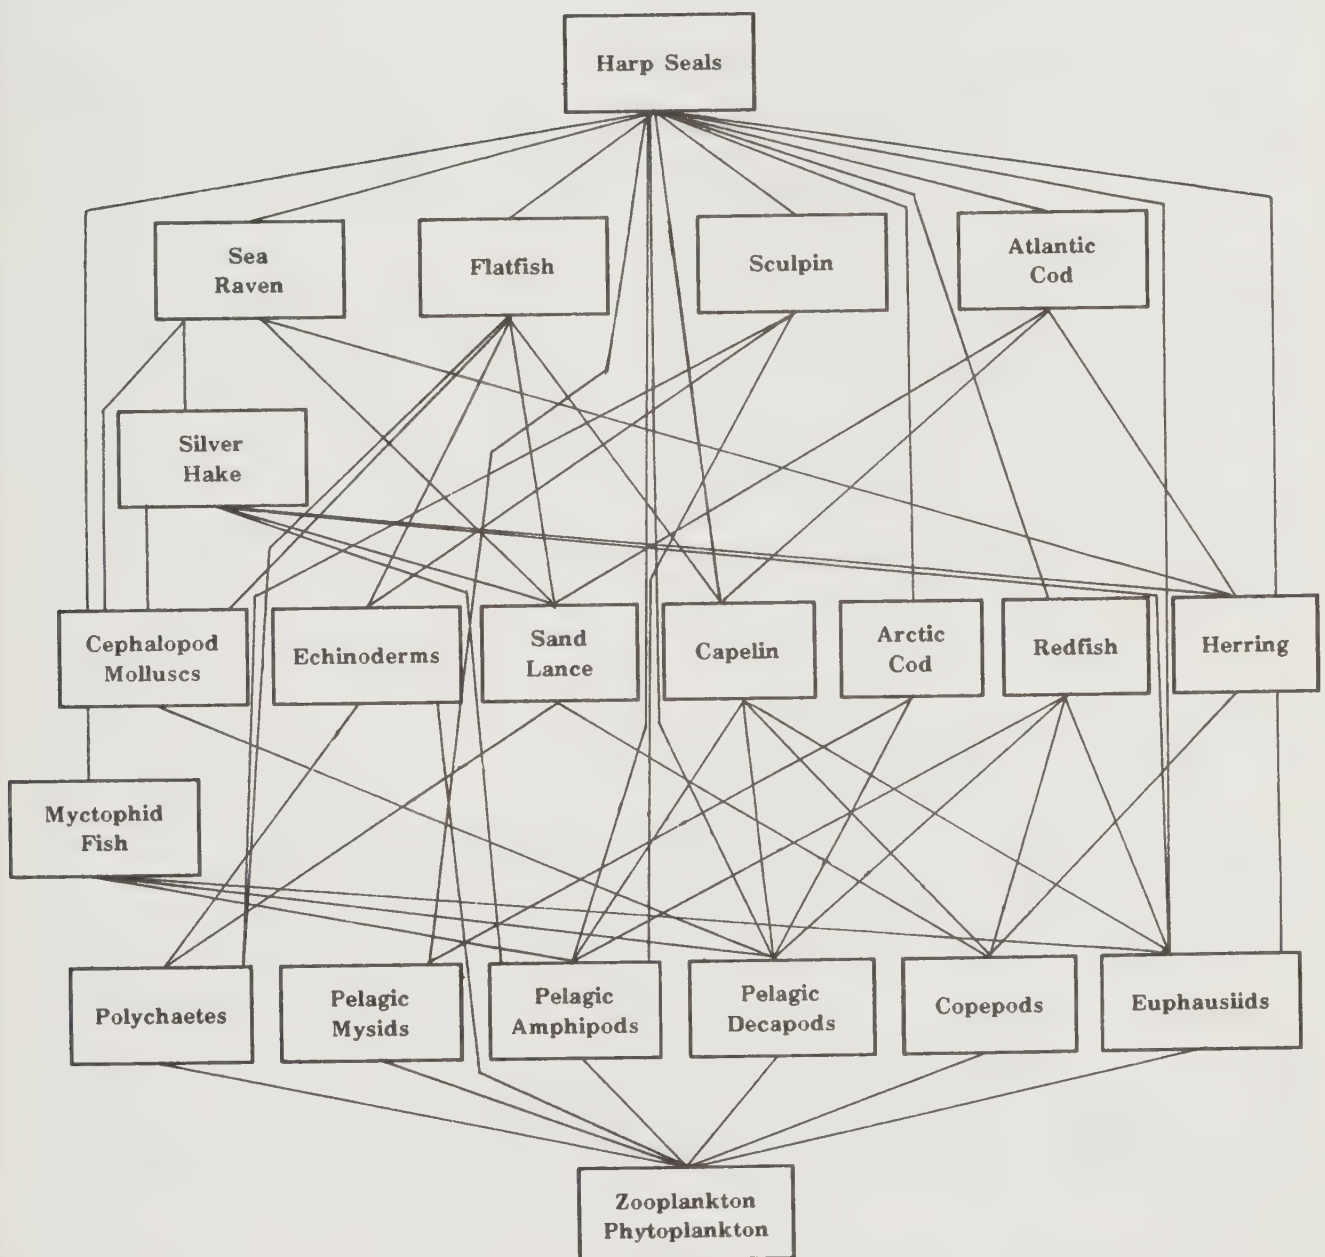 Harp Seals
Sea
Raven
Flatfish
Sculpin
Atlantic
Cod
Silver
Hake
Cephalopod
Molluscs
Echinoderms
Sand
Lance
Capelin
Arctic
Cod
Redfish
Herring
Myctophid
Fish
Polychaetes
Pelagic
Mysids
Pelagic
Amphipods
Pelagic
Decapods
Copepods
Euphausiids
Zooplankton
Phytoplankton